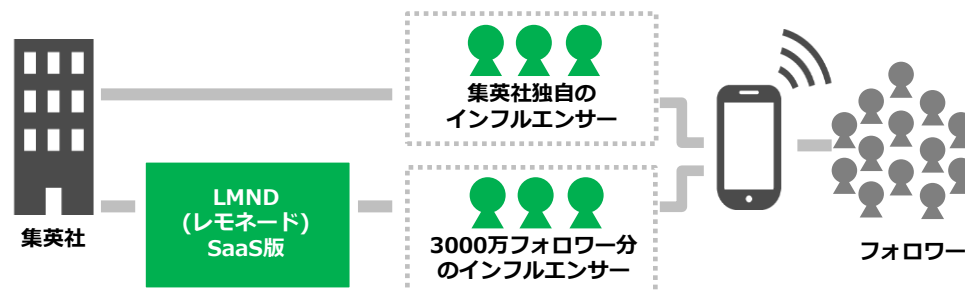 集英社独自の
インフルエンサー
集英社
LMND
(レモネード)
SaaS版
3000万フォロワー分
のインフルエンサー
フォロワー